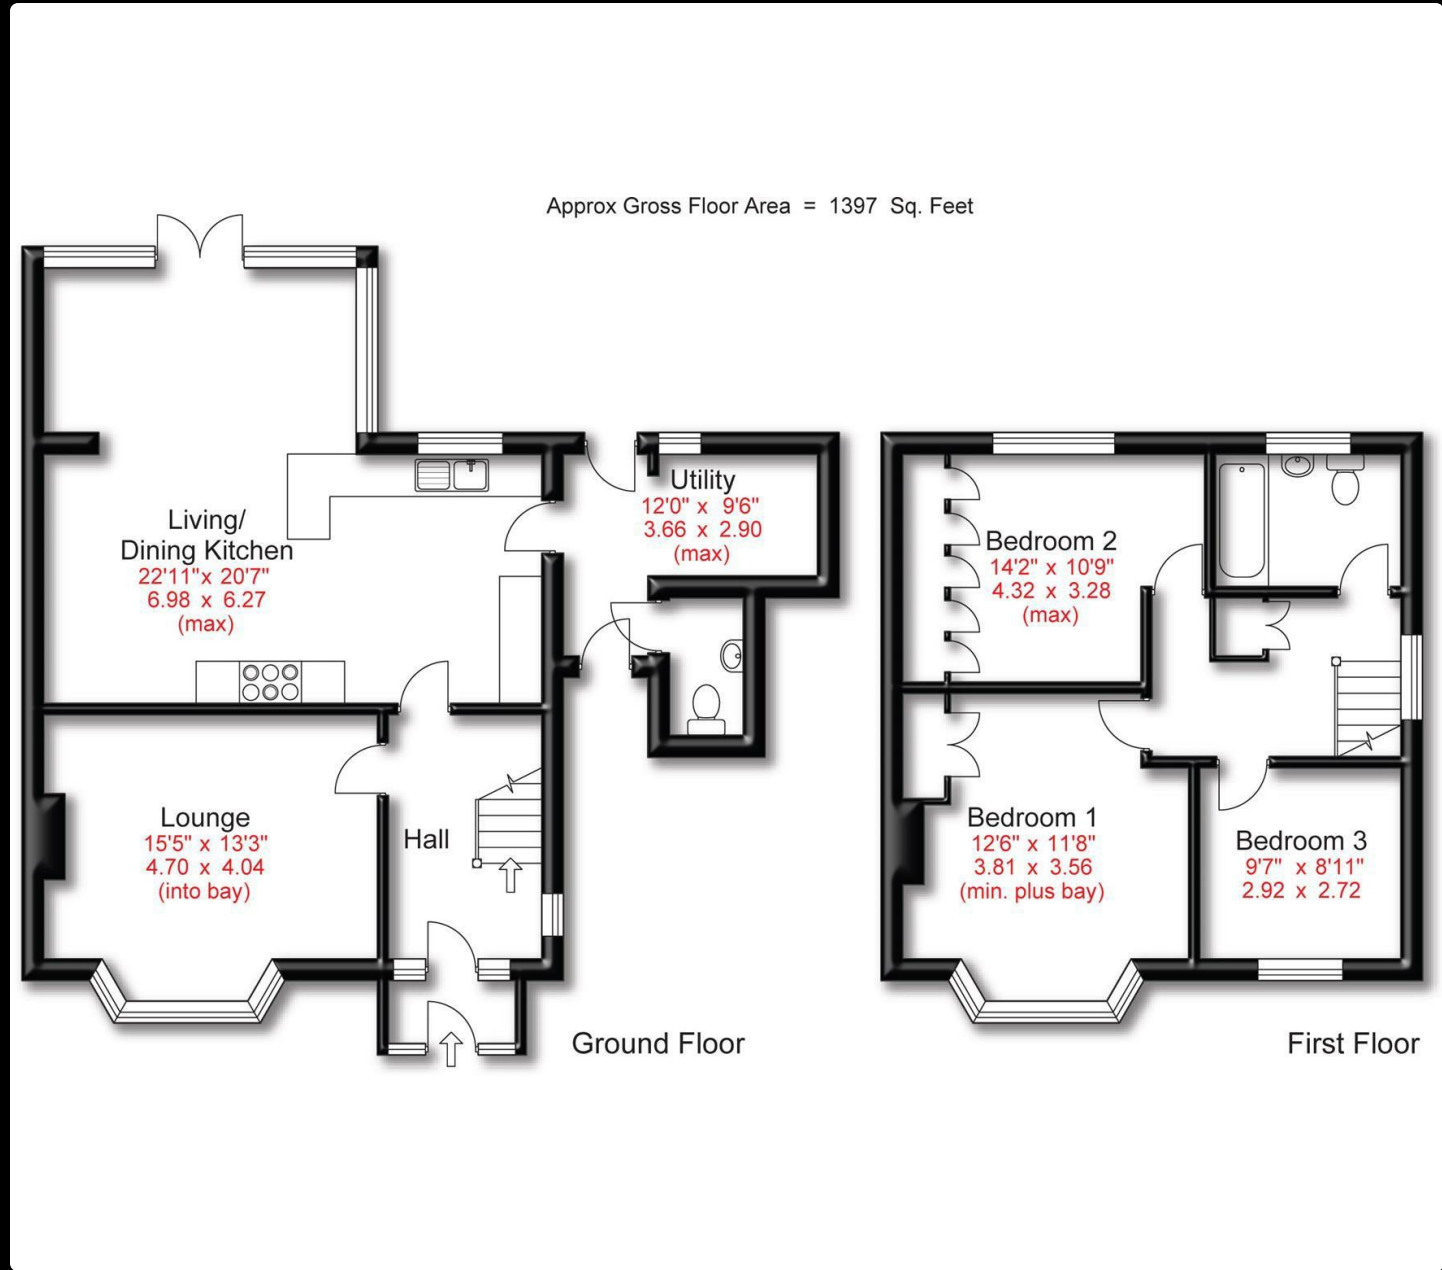 Approx Gross Floor Area = 1397 Sq. Feet
Living/
Dining Kitchen
22'11"x 20'7"
6.98 x 6.27
(max)
Utility
12'0" x 9'6"
3.66 x 2.90
(max)
Lounge
15'5" x 13'3"
4.70 x 4.04
(into bay)
Hall
Ground Floor
Bedroom 2
14'2" x 10'9"
4.32 x 3.28
(max)
Bedroom 1
12'6" x 11'8"
3.81 x 3.56
(min. plus bay)
Bedroom 3
9'7" x 8'11"
2.92 x 2.72
First Floor